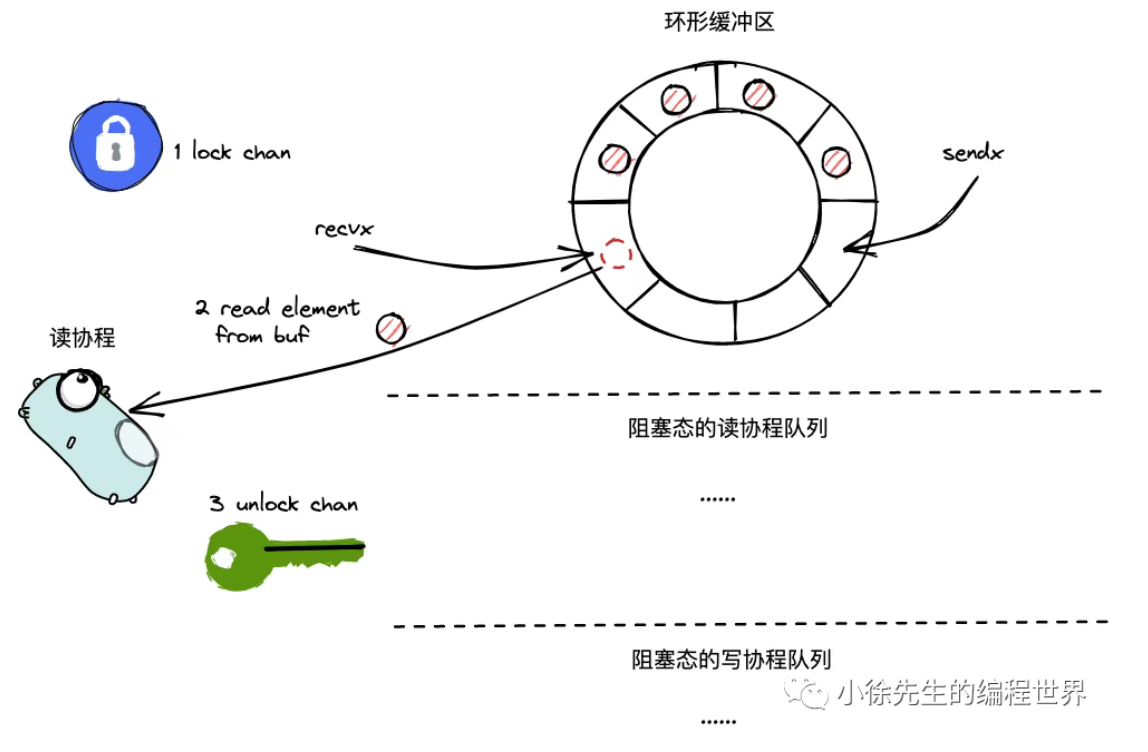 环形缓冲区
1 lock chan
sendx
recvx
2 read element
from buf
读协程
阻塞态的读协程队列
......
3 unlock chan
阻塞态的写协程队列
小徐先生的编程世界
......